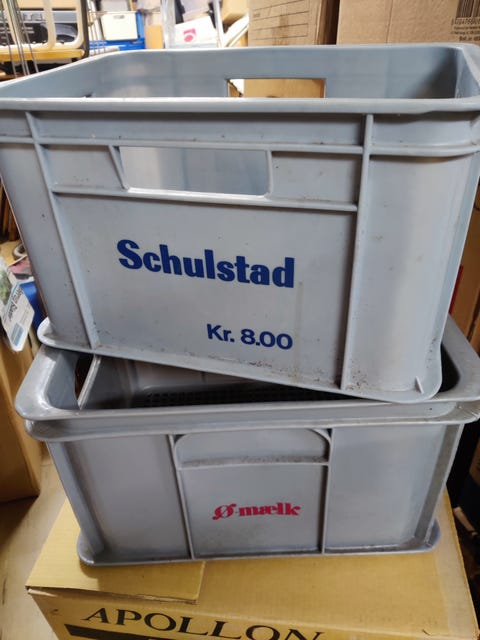 Schulstad
Kr. 8.00
Ø-mælk
APOLLON